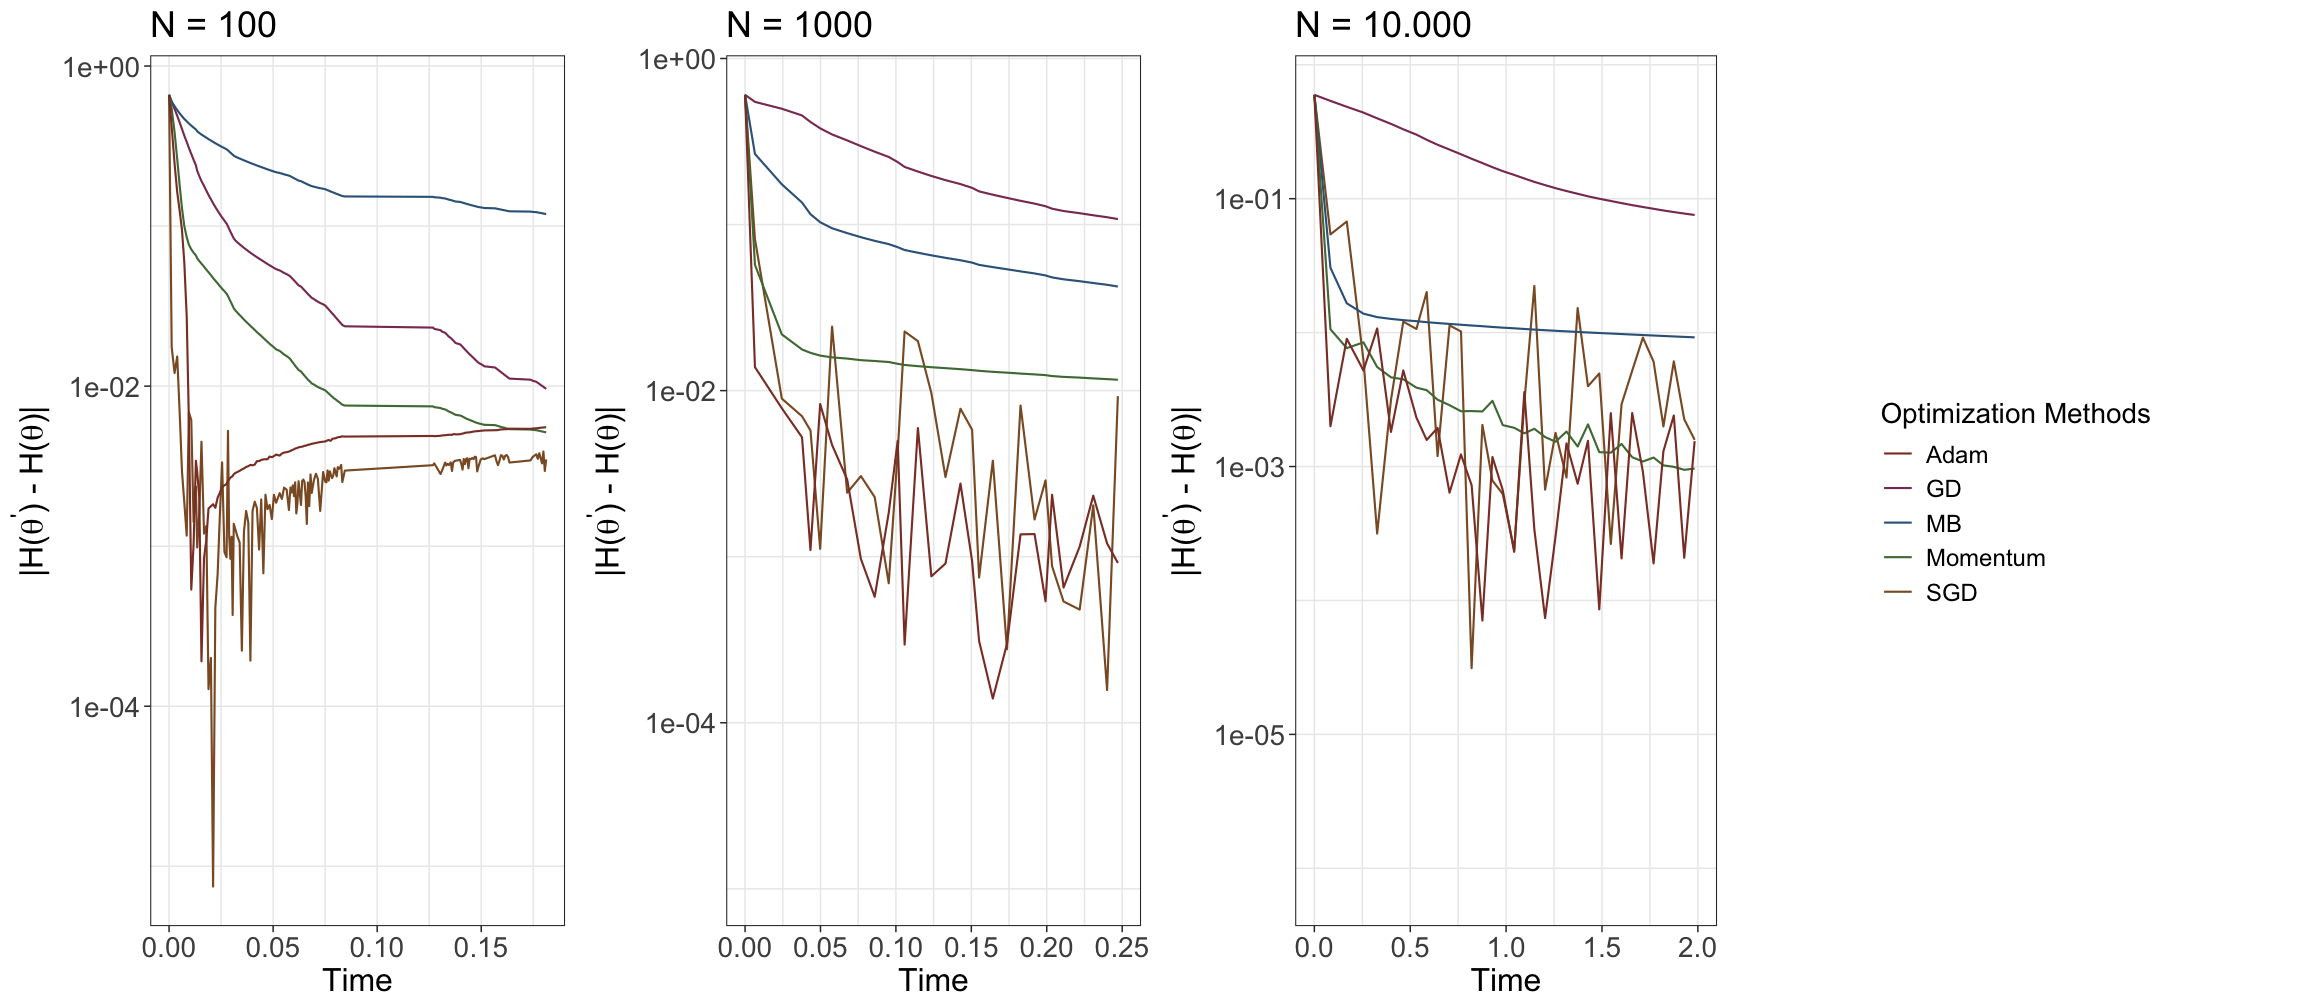 N = 100
N = 1000
N = 10.000
|H(θ') - H(θ)|
1e+00
1e-02
1e-04
0.00 0.05 0.10 0.15
Time
|H(θ') - H(θ)|
1e+00
1e-02
1e-04
0.00 0.05 0.10 0.15 0.20 0.25
Time
|H(θ') - H(θ)|
1e-01
1e-03
1e-05
0.0 0.5 1.0 1.5 2.0
Time
Optimization Methods
Adam
GD
MB
Momentum
SGD